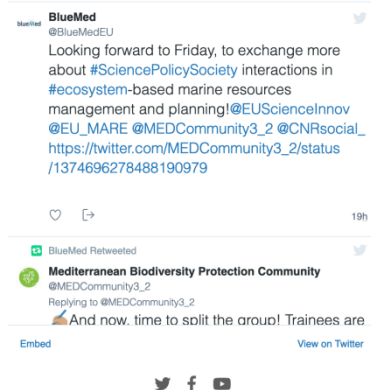 BlueMed
bluemed
@BlueMedEU
Looking forward to Friday, to exchange more
about #SciencePolicySociety interactions in
#ecosystem-based marine resources
management and planning!@EUScienceInnov
@EU_MARE @MEDCommunity3_2 @CNRsocial_
https://twitter.com/MEDCommunity3_2/status
/1374696278488190979
19h
BlueMed Retweeted
Mediterranean Biodiversity Protection Community
@MEDCommunity3_2
Replying to @MEDCommunity3_2
And now, time to split the group! Trainees are
Embed
View on Twitter